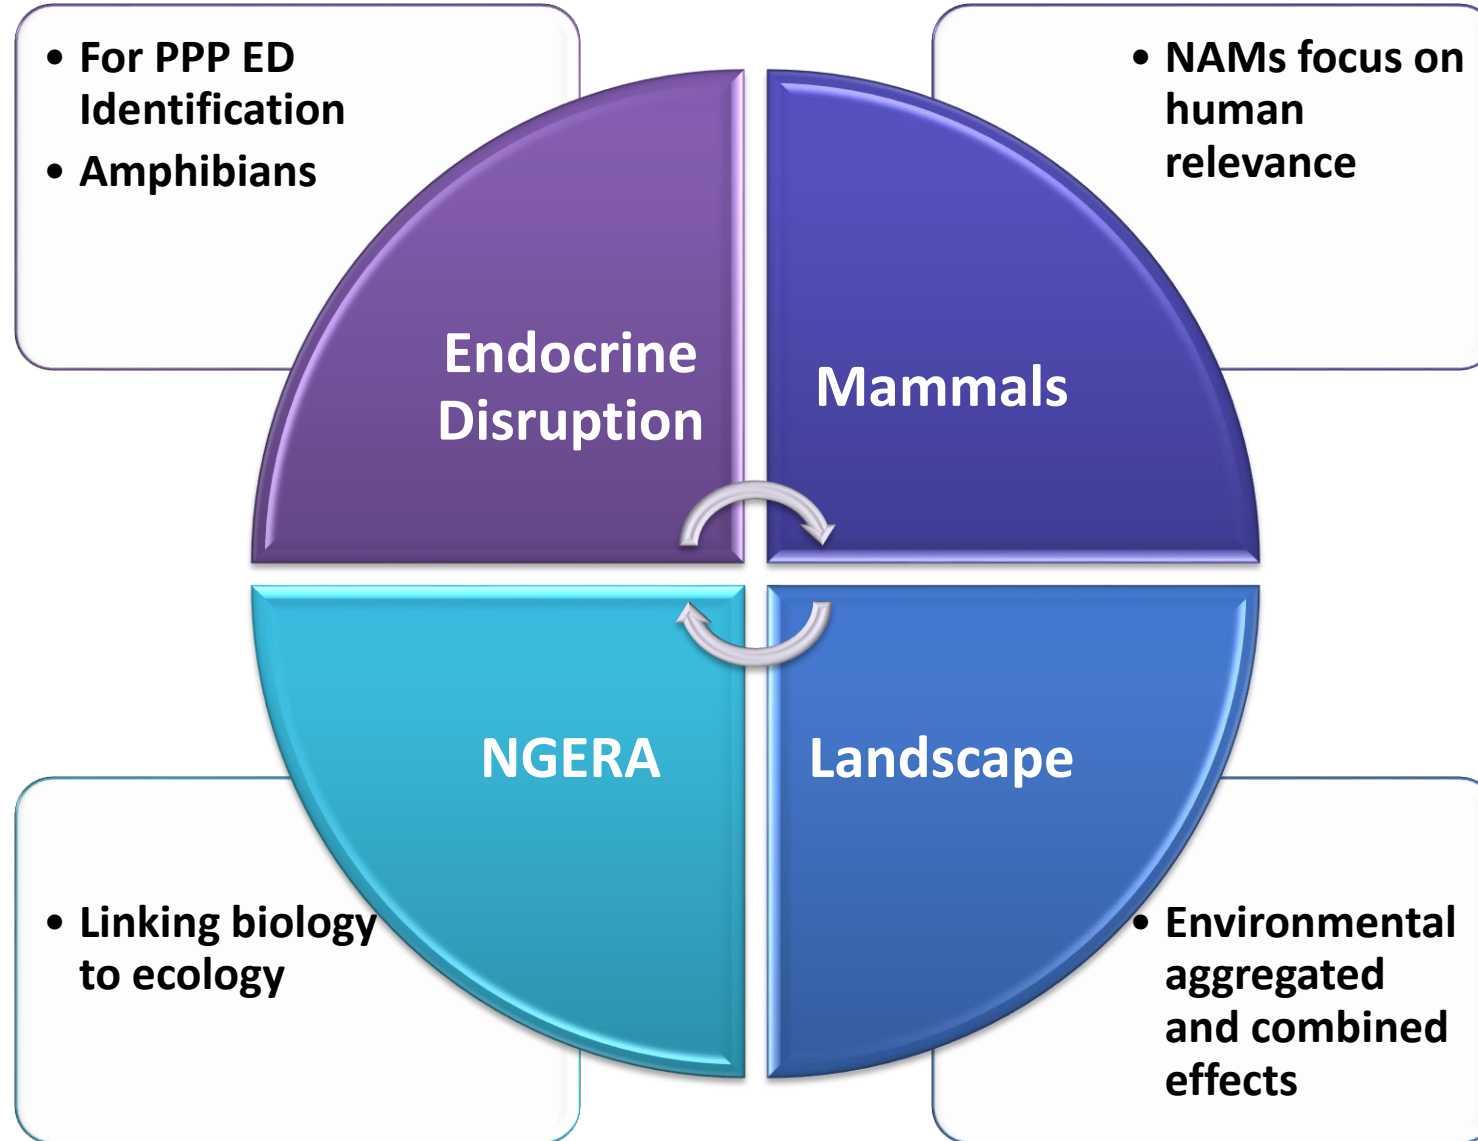 • For PPP ED
Identification
• Amphibians
• NAMs focus on
human
relevance
Endocrine
Disruption
Mammals
NGERA
Landscape
• Linking biology
to ecology
• Environmental
aggregated
and combined
effects